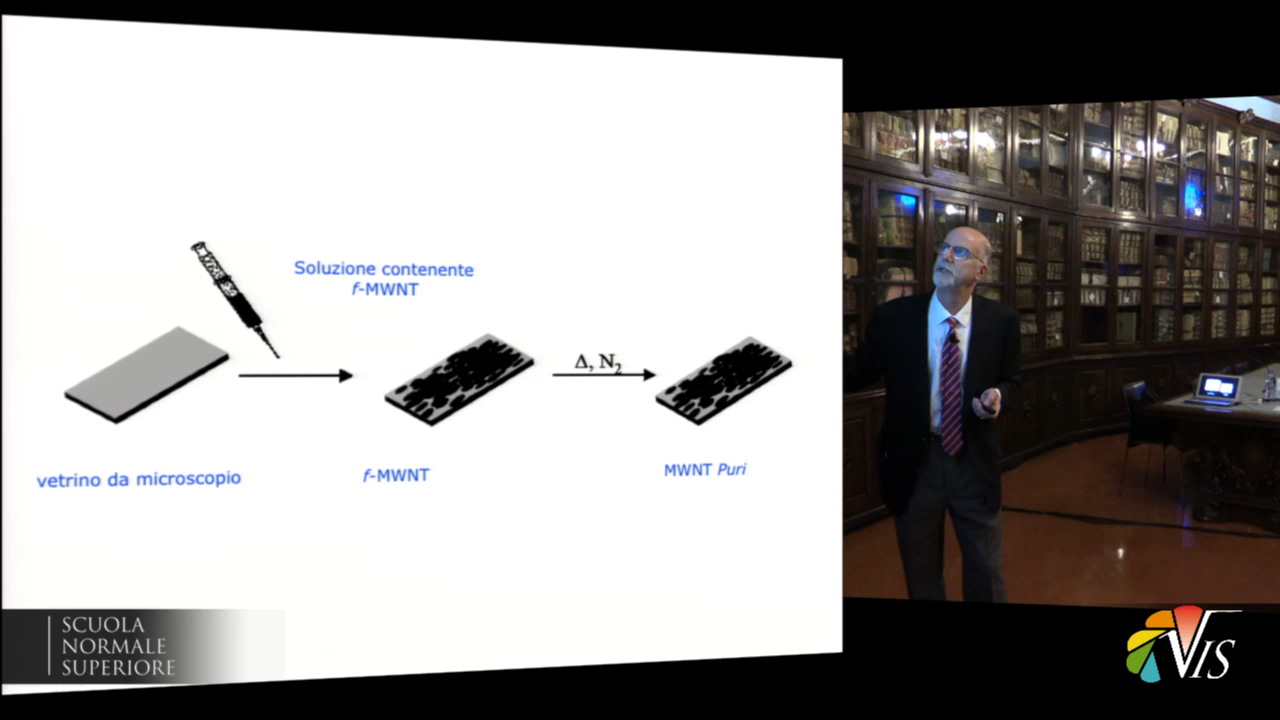 Soluzione contenente
f-MWNT
Δ, N₂
vetrino da microscopio
f-MWNT
MWNT Puri
SCUOLA
NORMALE
SUPERIORE
VIS